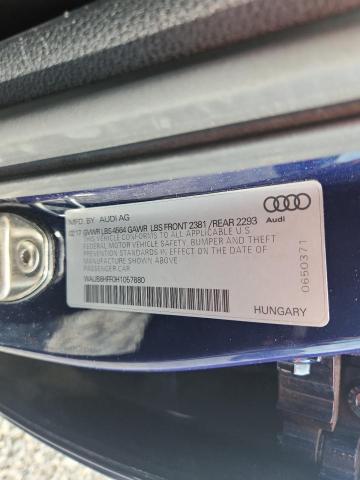 MFD. BY AUDI AG
02/17 GVWR LBS 4564 GAWR LBS FRONT 2381 /REAR 2293
THIS VEHICLE CONFORMS TO ALL APPLICABLE U.S.
FEDERAL MOTOR VEHICLE SAFETY, BUMPER AND THEFT
PREVENTION STANDARDS IN EFFECT ON THE DATE OF
MANUFACTURE SHOWN ABOVE.
PASSENGER CAR
Audi
0650371
HUNGARY